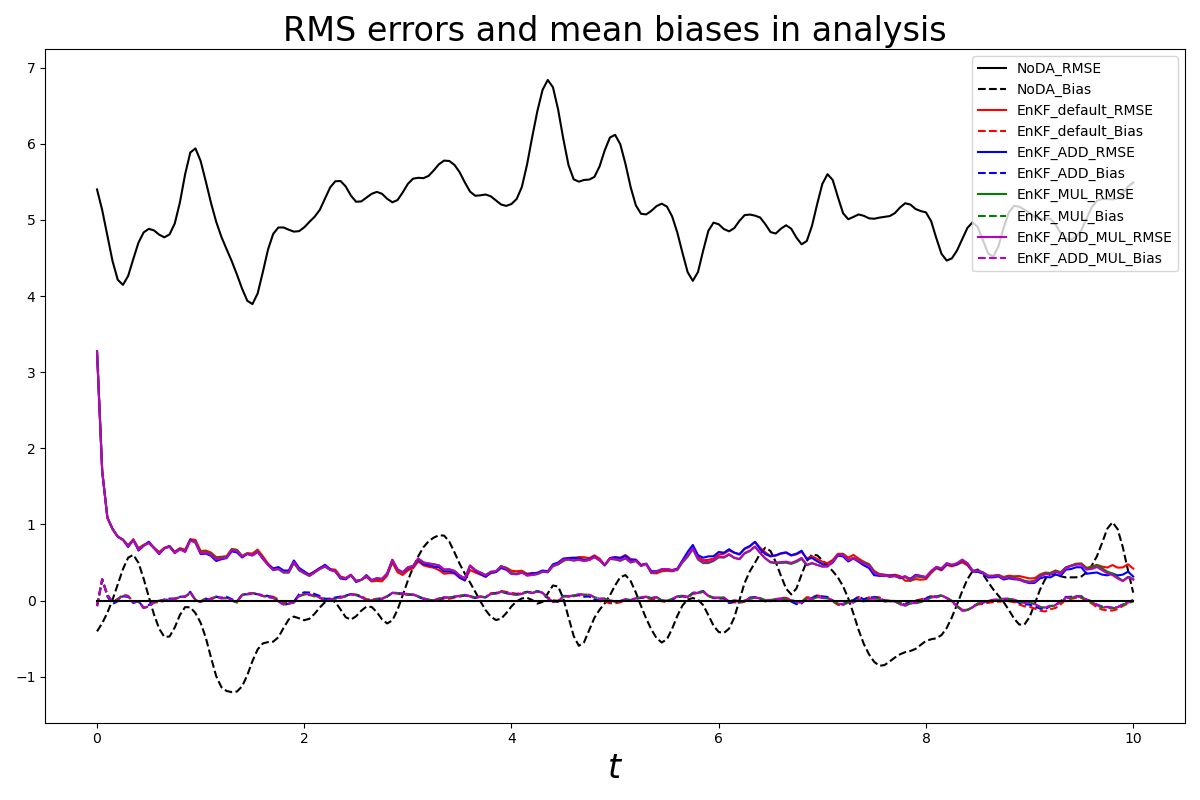 RMS errors and mean biases in analysis
7
6
5
4
3
2
1
0
−1
NoDA_RMSE
NoDA_Bias
EnKF_default_RMSE
EnKF_default_Bias
EnKF_ADD_RMSE
EnKF_ADD_Bias
EnKF_MUL_RMSE
EnKF_MUL_Bias
EnKF_ADD_MUL_RMSE
EnKF_ADD_MUL_Bias
0 2 4 6 8 10
t